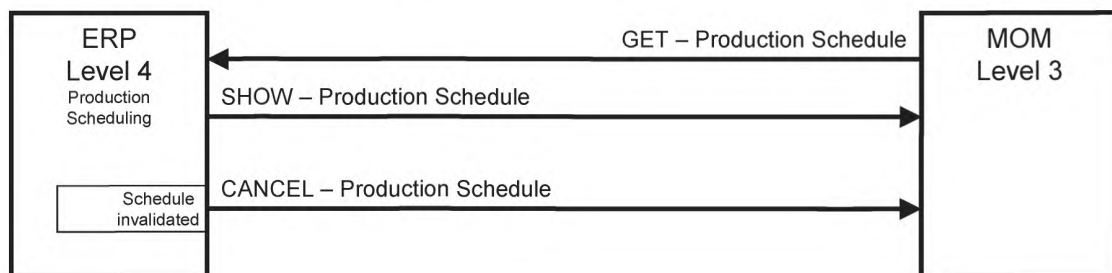 ERP
Level 4
Production
Scheduling
GET – Production Schedule
MOM
Level 3
SHOW – Production Schedule
Schedule
invalidated
CANCEL – Production Schedule